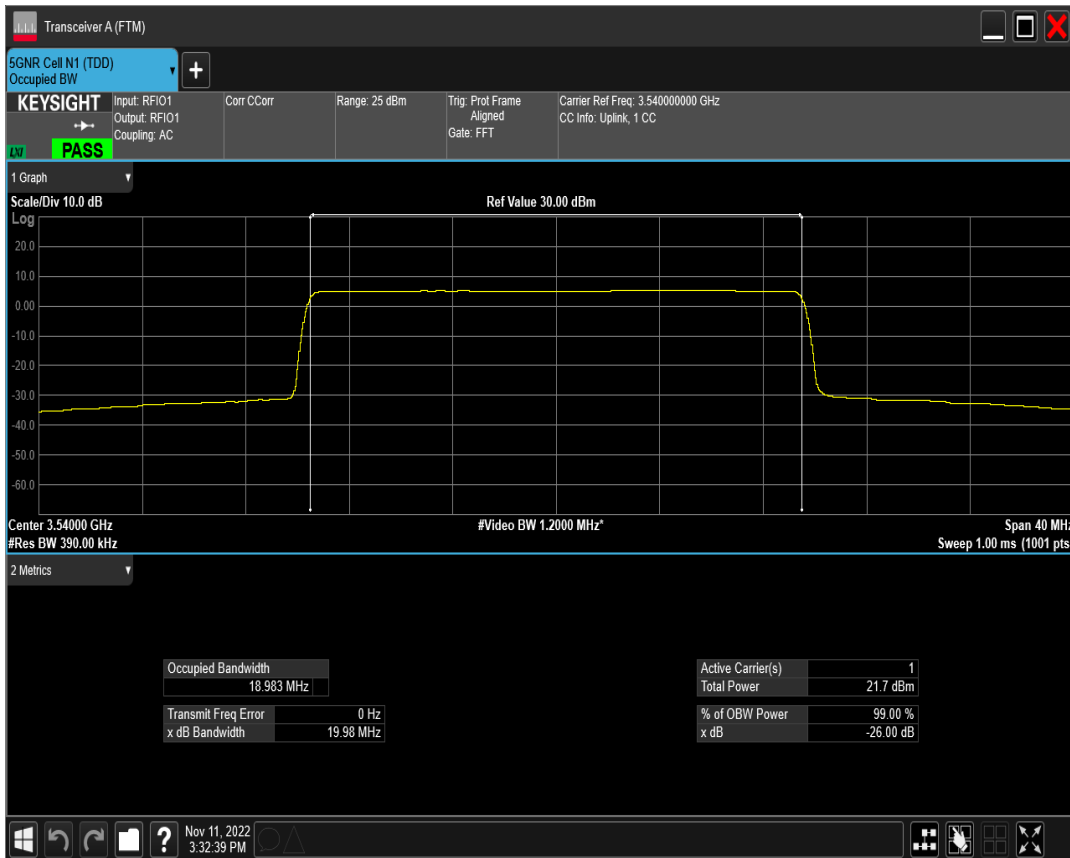 Transceiver A (FTM)
5GNR Cell N1 (TDD)
Occupied BW
+
KEYSIGHT
LXI
PASS
Input: RFIO1
Output: RFIO1
Coupling: AC
Corr CCorr
Range: 25 dBm
Trig: Prot Frame
Aligned
Gate: FFT
Carrier Ref Freq: 3.540000000 GHz
CC Info: Uplink, 1 CC
1 Graph
Scale/Div 10.0 dB
Ref Value 30.00 dBm
Log
20.0
10.0
0.00
-10.0
-20.0
-30.0
-40.0
-50.0
-60.0
Center 3.54000 GHz
#Video BW 1.2000 MHz*
Span 40 MHz
#Res BW 390.00 kHz
Sweep 1.00 ms (1001 pts
2 Metrics
Occupied Bandwidth
18.983 MHz
Transmit Freq Error 0 Hz
x dB Bandwidth 19.98 MHz
Active Carrier(s) 1
Total Power 21.7 dBm
% of OBW Power 99.00 %
x dB -26.00 dB
?
Nov 11, 2022
3:32:39 PM